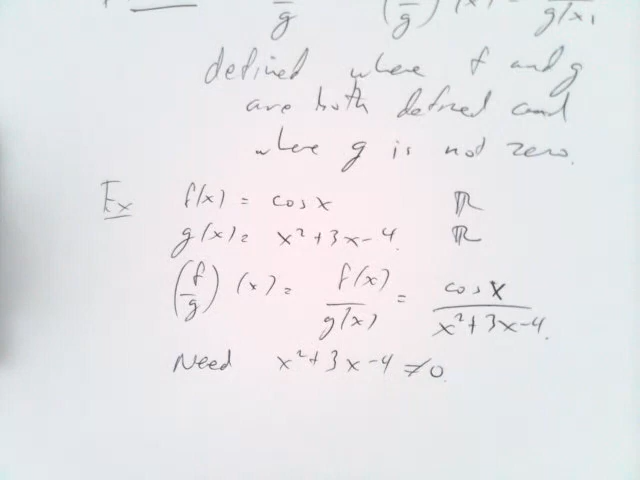 f/g (f/g)(x) = g(x)
defined where f and g
are both defined and
where g is not zero.
Ex f(x) = cos x ℝ
g(x) = x²+3x-4. ℝ
(f/g)(x) = f(x)/g(x) = cos x/x²+3x-4.
Need x²+3x-4 ≠ 0.